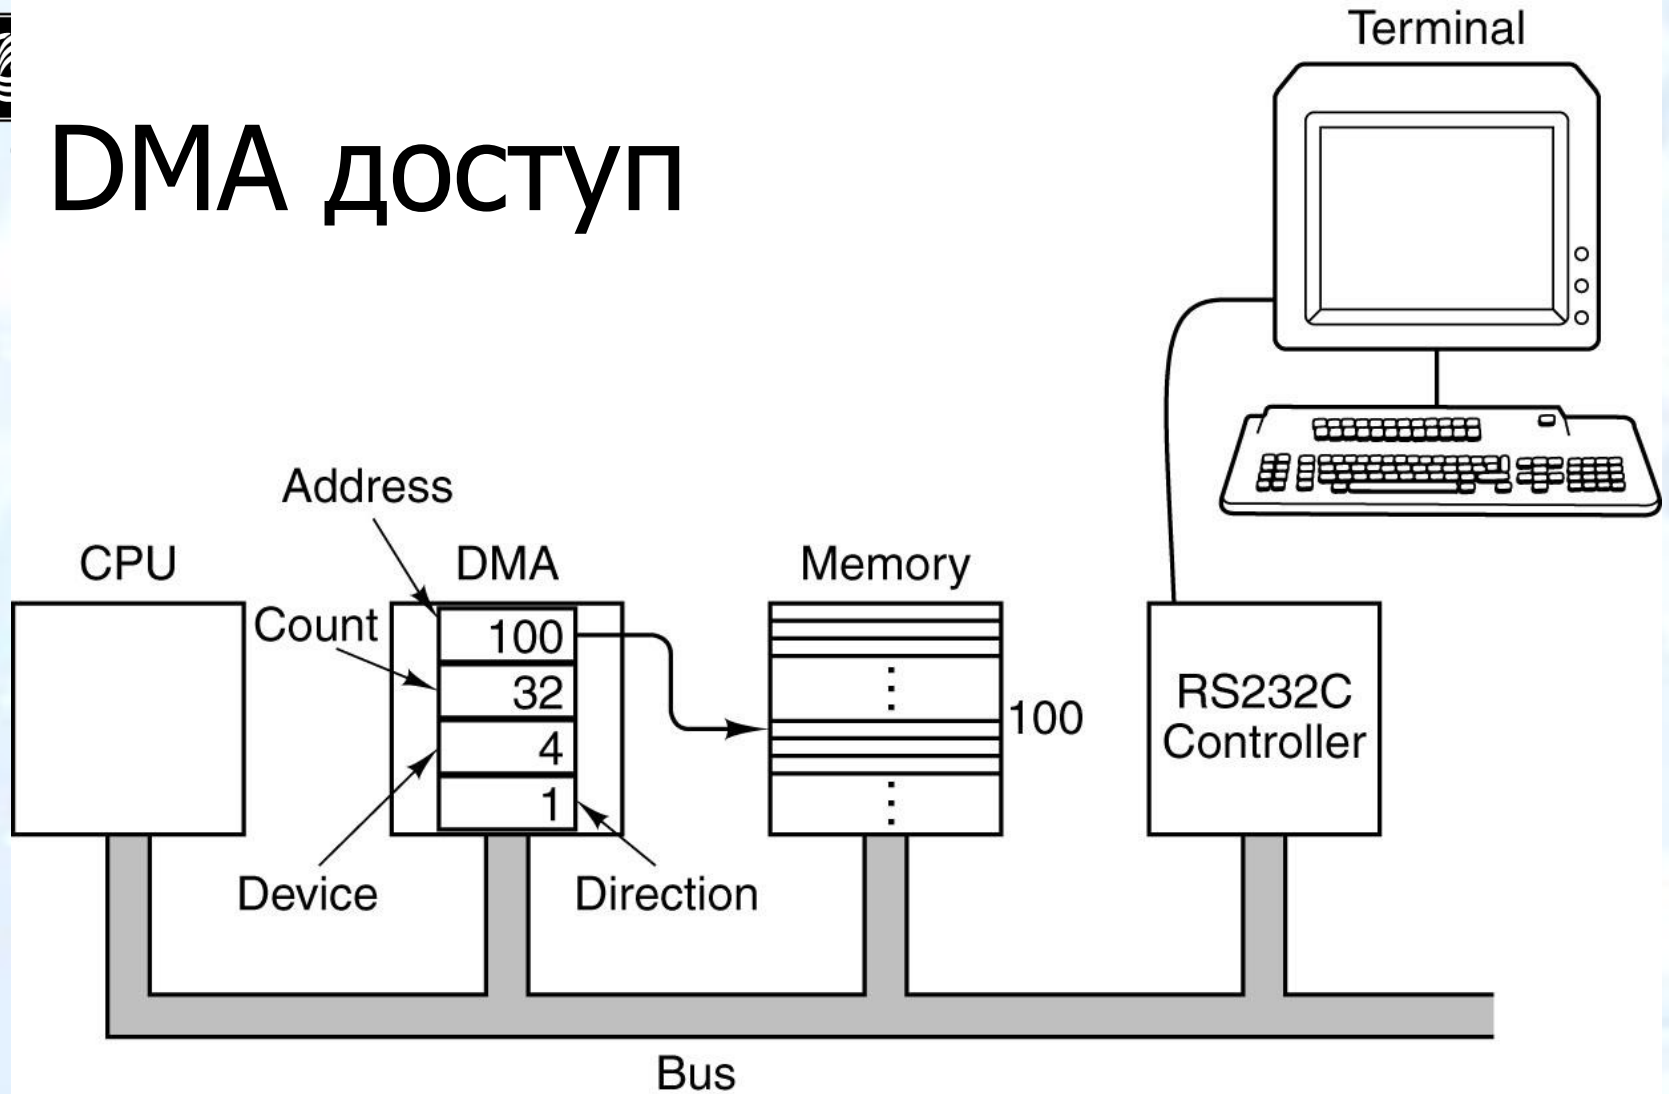 Terminal
DMA доступ
Address
CPU
DMA
Memory
Count
100
32
4
1
100
RS232C
Controller
Device
Direction
Bus